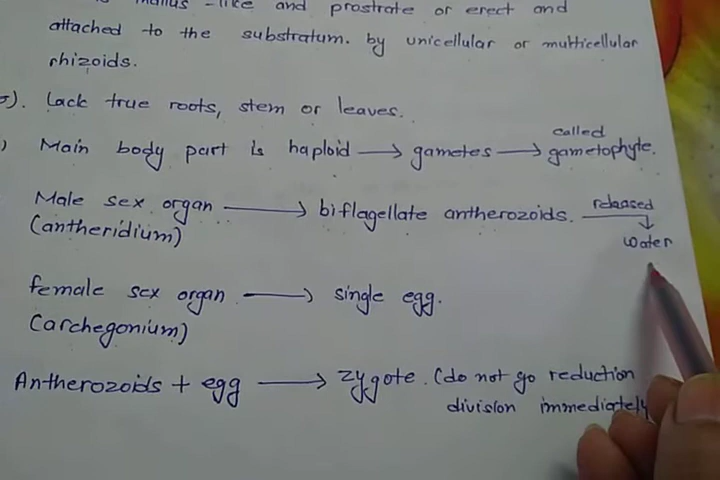 thallus-like and prostrate or erect and
attached to the substratum. by unicellular or multicellular
rhizoids.
5). Lack true roots, stem or leaves.
) Main body part is haploid → gametes → called gametophyte.
Male sex organ → biflagellate antherozoids. released ↓
(antheridium) water
female sex organ → single egg.
(archegonium)
Antherozoids + egg → zygote. (do not go reduction
division immediately